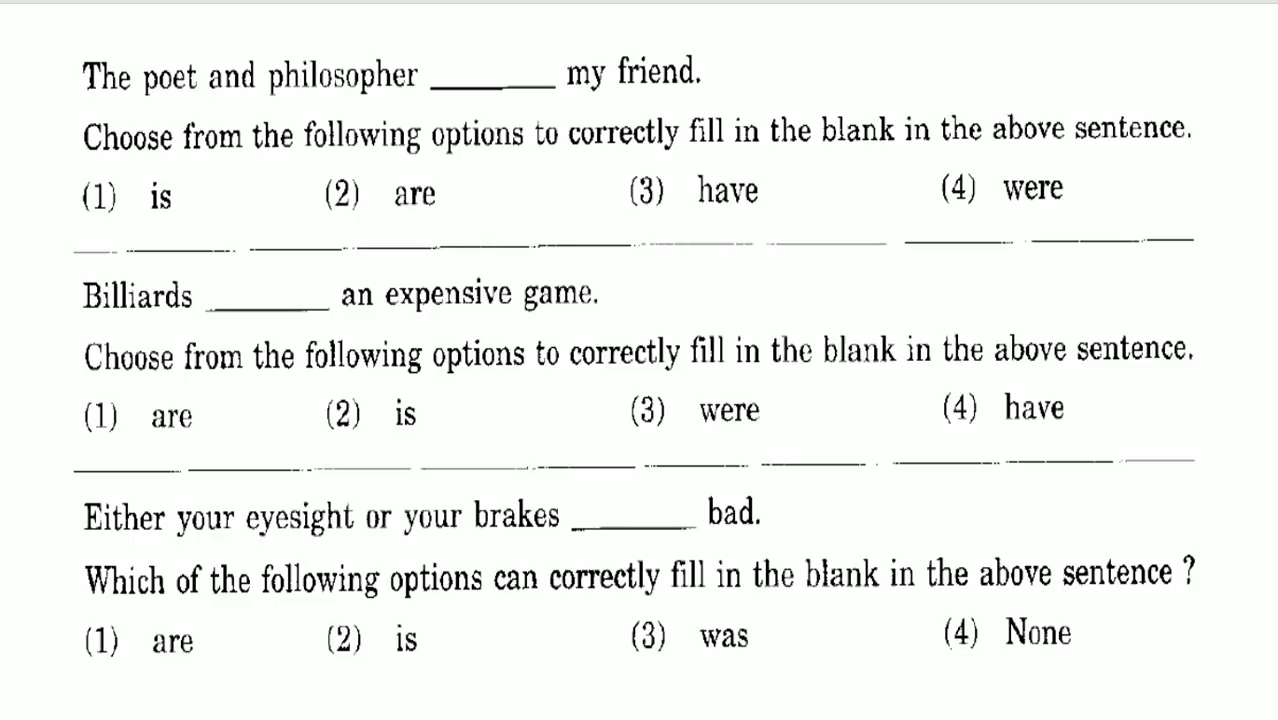 The poet and philosopher ________ my friend.
Choose from the following options to correctly fill in the blank in the above sentence.
(1) is (2) are (3) have (4) were
Billiards ________ an expensive game.
Choose from the following options to correctly fill in the blank in the above sentence.
(1) are (2) is (3) were (4) have
Either your eyesight or your brakes ________ bad.
Which of the following options can correctly fill in the blank in the above sentence ?
(1) are (2) is (3) was (4) None